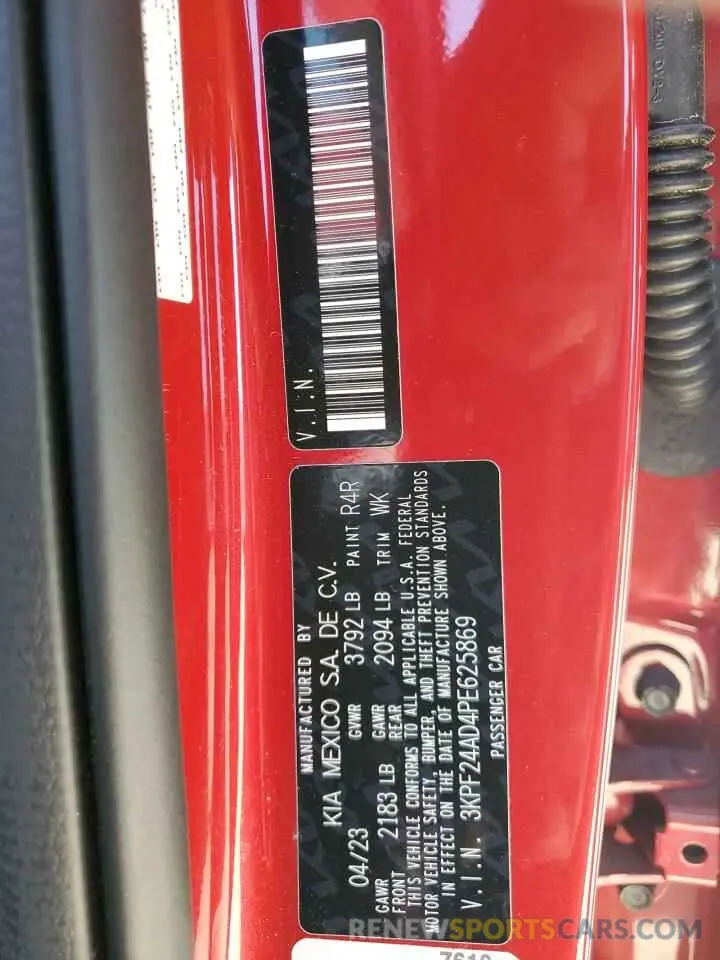 V.I.N.
MANUFACTURED BY
KIA MEXICO S.A. DE C.V.
04/23 GVWR 3792 LB PAINT R4R
GAWR FRONT 2183 LB GAWR REAR 2094 LB TRIM WK
THIS VEHICLE CONFORMS TO ALL APPLICABLE U.S.A. FEDERAL
MOTOR VEHICLE SAFETY, BUMPER, AND THEFT PREVENTION STANDARDS
IN EFFECT ON THE DATE OF MANUFACTURE SHOWN ABOVE.
V.I.N. 3KPF24AD4PE625869
PASSENGER CAR
RENEWSPORTSCARS.COM